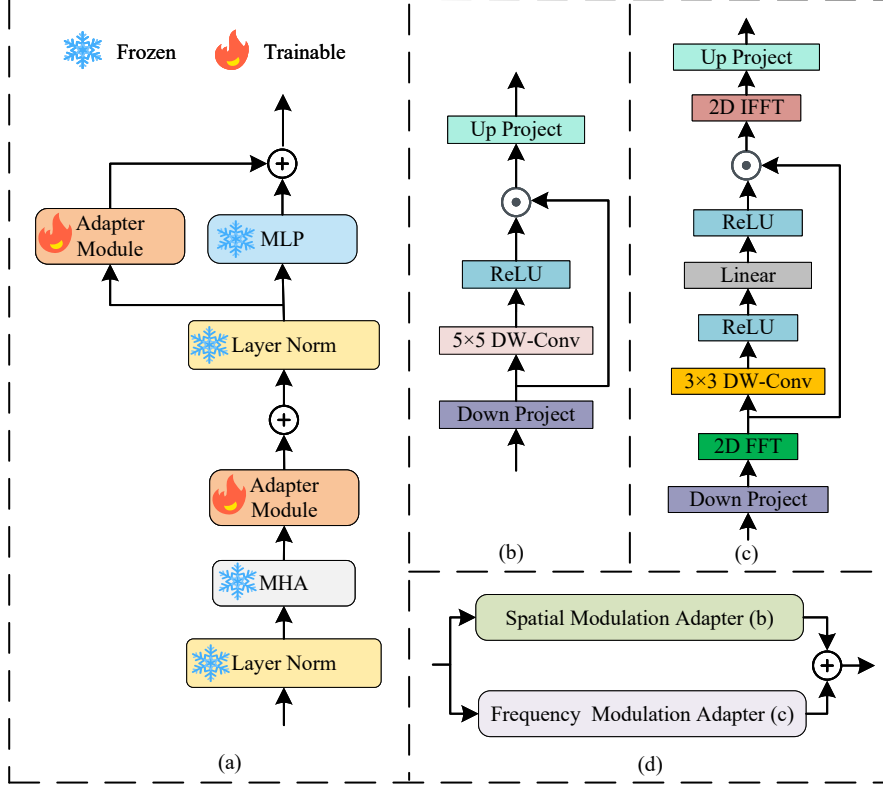 Frozen
Trainable
Adapter
Module
MLP
Layer Norm
Adapter
Module
MHA
Layer Norm
(a)
Up Project
ReLU
5×5 DW-Conv
Down Project
(b)
Up Project
2D IFFT
ReLU
Linear
ReLU
3×3 DW-Conv
2D FFT
Down Project
(c)
Spatial Modulation Adapter (b)
Frequency Modulation Adapter (c)
(d)